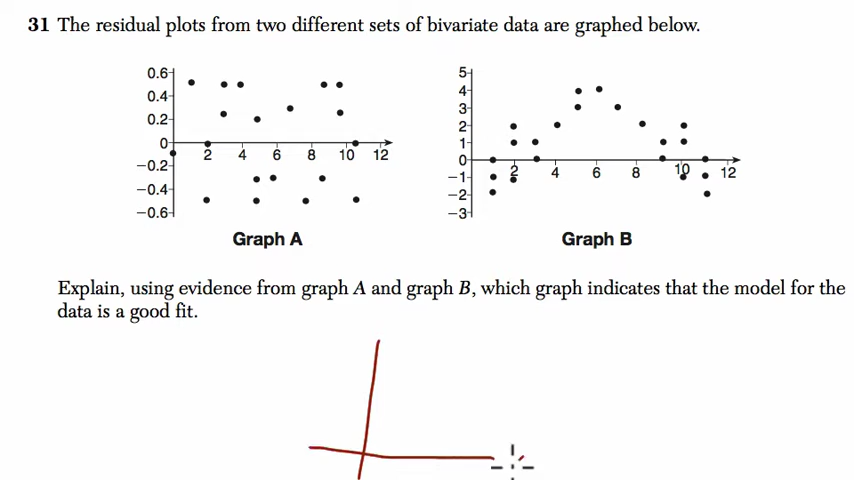 31 The residual plots from two different sets of bivariate data are graphed below.
0.6
0.4
0.2
0
−0.2
−0.4
−0.6
2 4 6 8 10 12
Graph A
5
4
3
2
1
0
−1
−2
−3
2 4 6 8 10 12
Graph B
Explain, using evidence from graph A and graph B, which graph indicates that the model for the
data is a good fit.